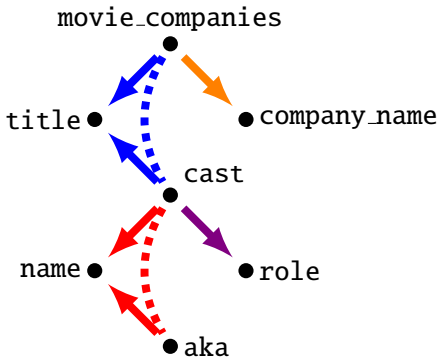 movie_companies
title
company_name
cast
name
role
aka